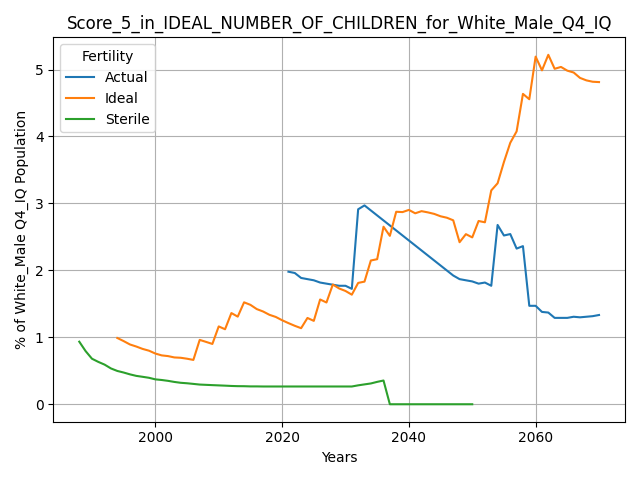 Score_5_in_IDEAL_NUMBER_OF_CHILDREN_for_White_Male_Q4_IQ
Fertility
Actual
Ideal
Sterile
% of White_Male Q4_IQ Population
5
4
3
2
1
0
2000
2020
2040
2060
Years